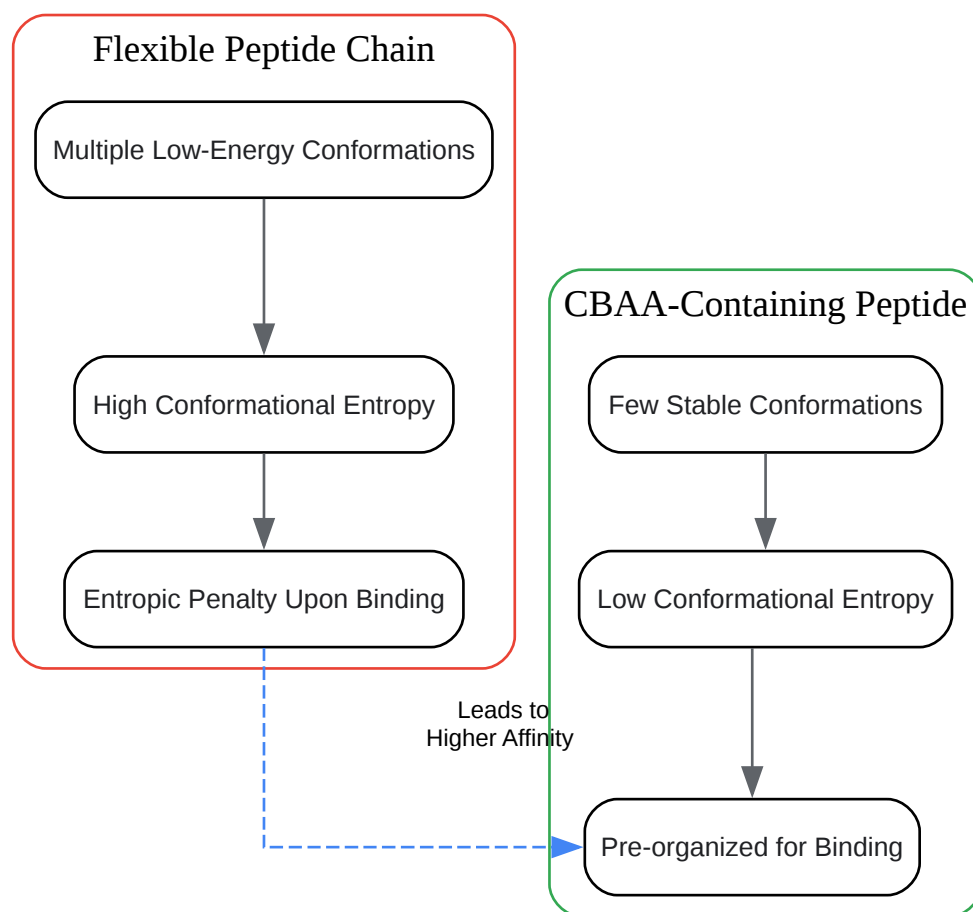 Flexible Peptide Chain
Multiple Low-Energy Conformations
High Conformational Entropy
Entropic Penalty Upon Binding
Leads to
Higher Affinity
CBAA-Containing Peptide
Few Stable Conformations
Low Conformational Entropy
Pre-organized for Binding